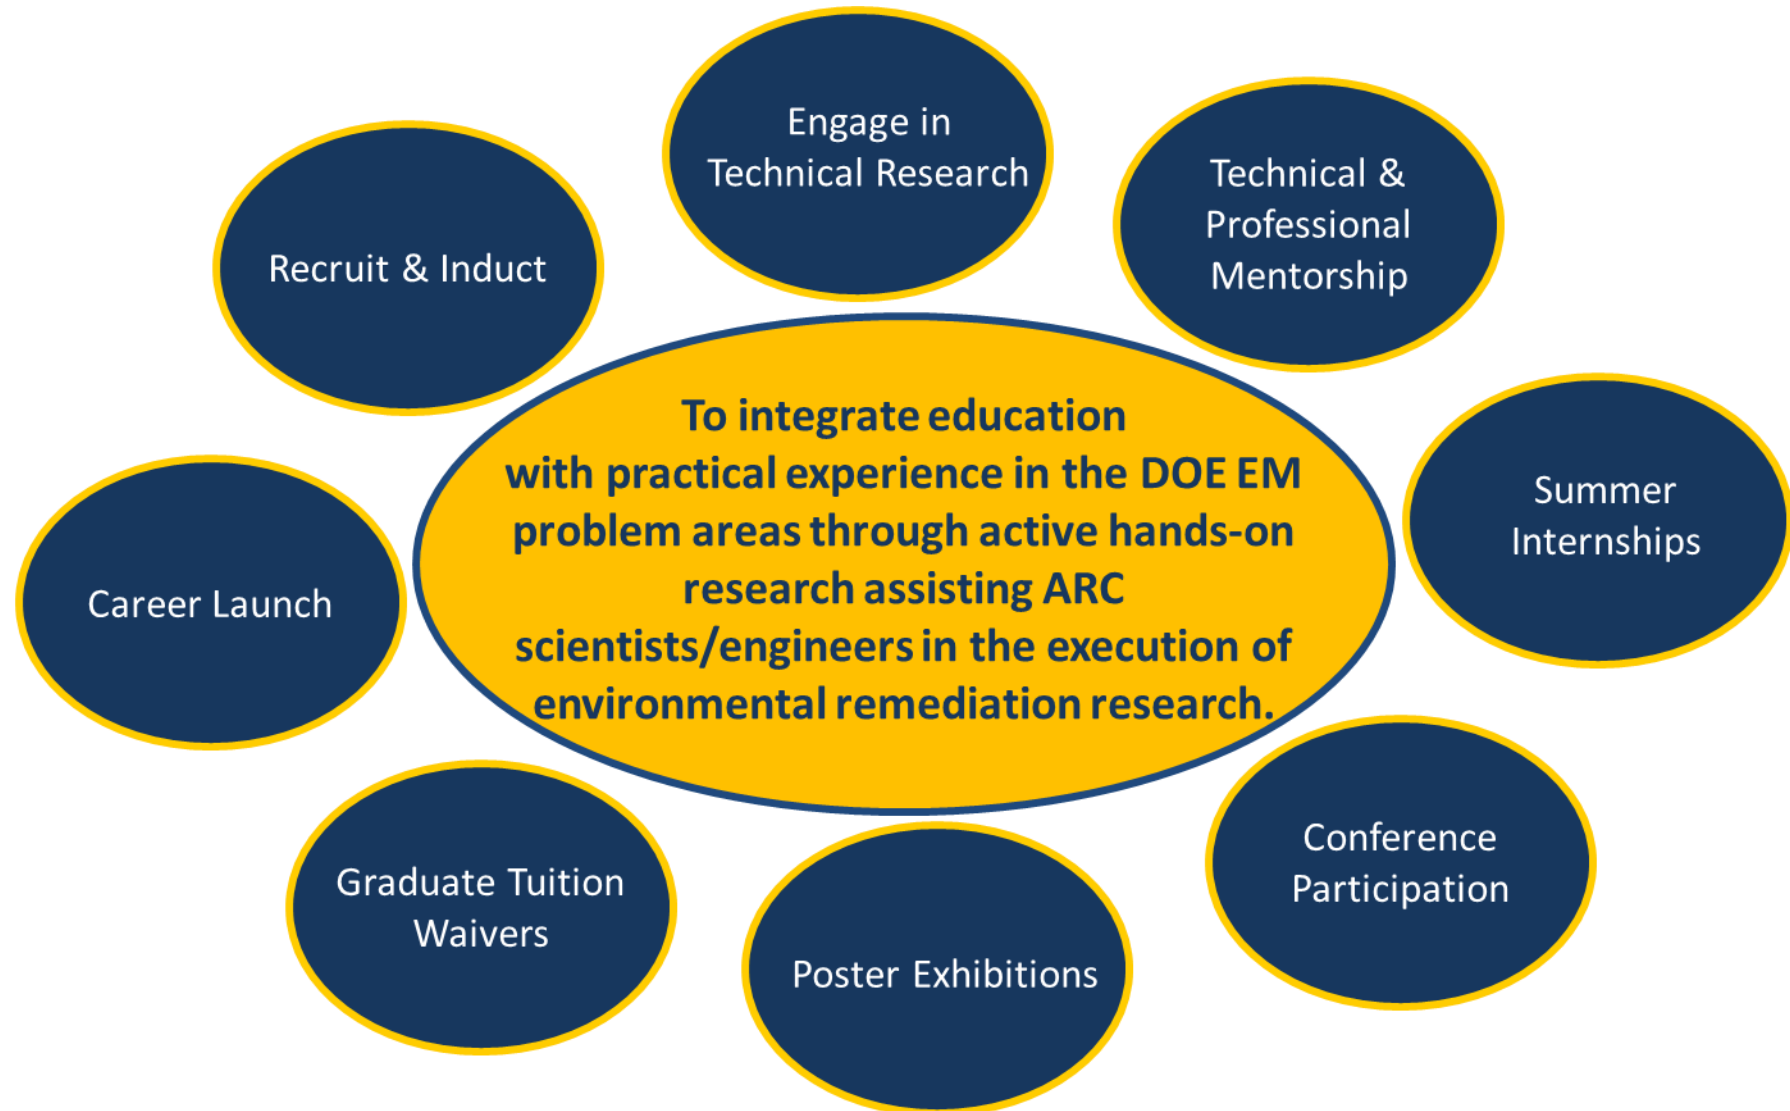 Engage in
Technical Research
Technical &
Professional
Mentorship
Recruit & Induct
To integrate education
with practical experience in the DOE EM
problem areas through active hands-on
research assisting ARC
scientists/engineers in the execution of
environmental remediation research.
Summer
Internships
Career Launch
Conference
Participation
Graduate Tuition
Waivers
Poster Exhibitions